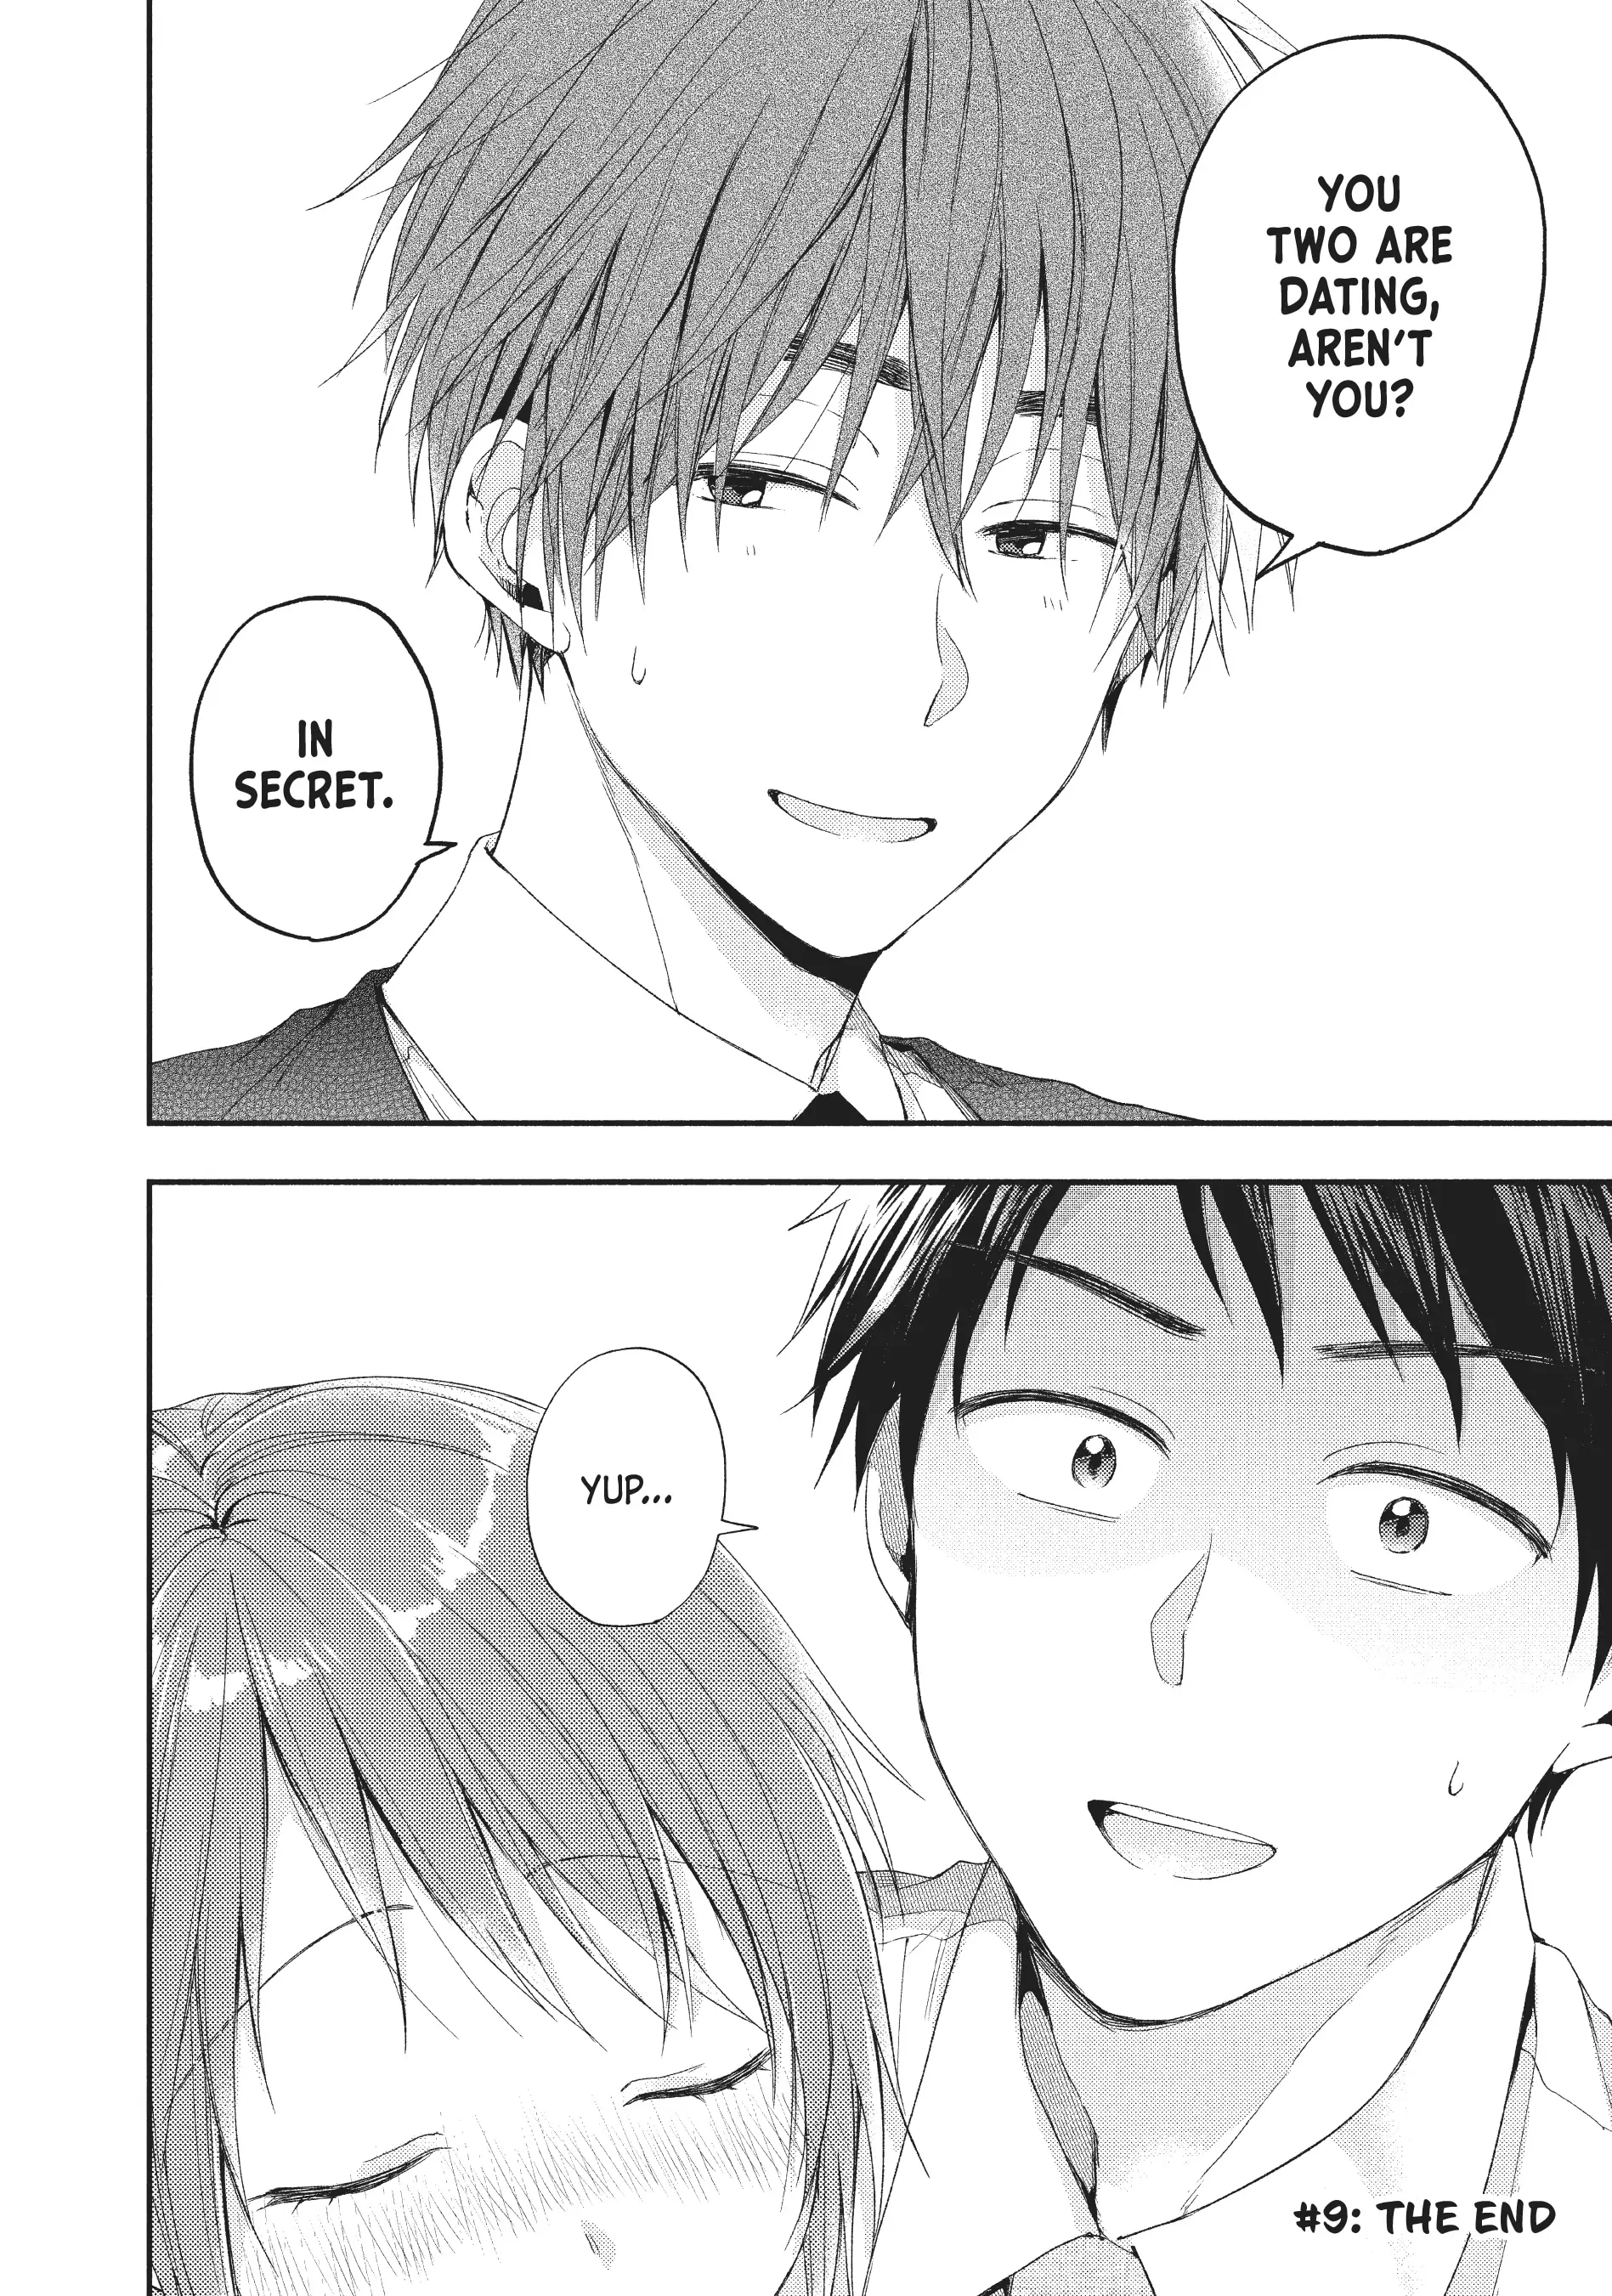 YOU
TWO ARE
DATING,
AREN'T
YOU?
IN
SECRET.
YUP...
#9: THE END